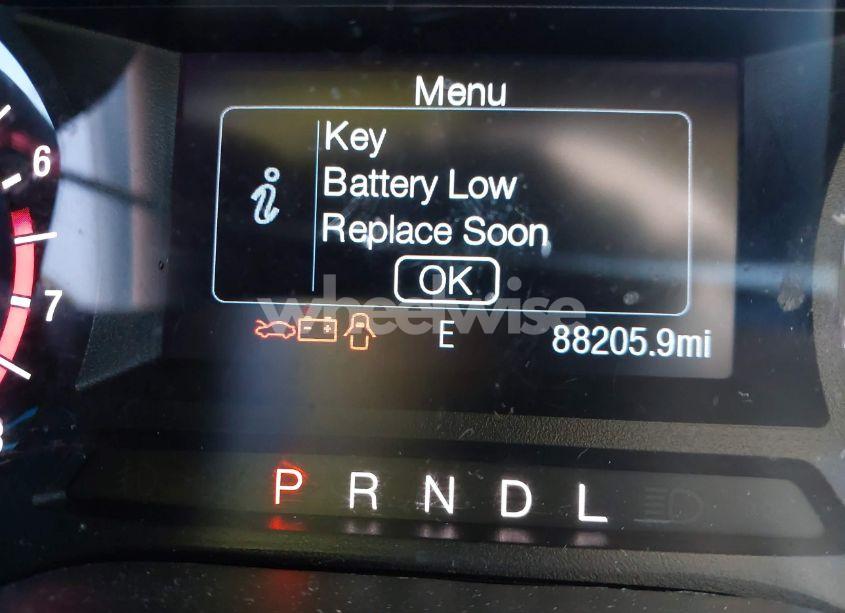 Menu
Key
Battery Low
Replace Soon
OK
wheelwise
E
88205.9mi
6
7
P R N D L